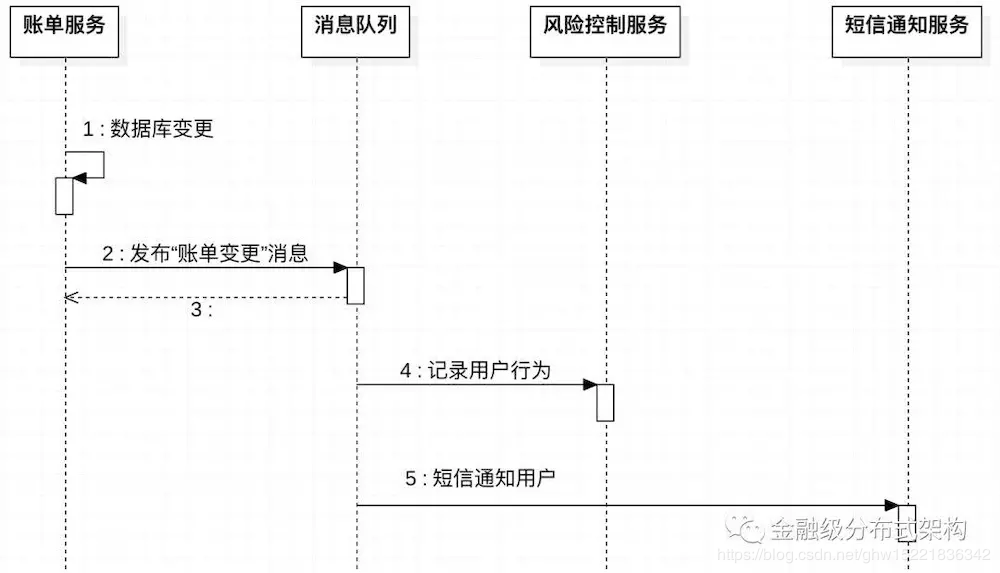 账单服务
消息队列
风险控制服务
短信通知服务
1 : 数据库变更
2 : 发布“账单变更”消息
3 :
4 : 记录用户行为
5 : 短信通知用户
金融级分布式架构
https://blog.csdn.net/ghw15221836342